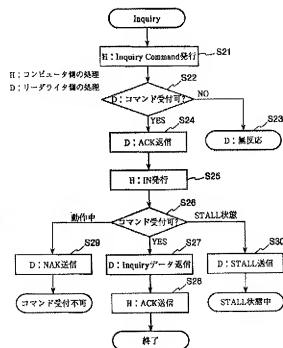 Inquiry
S21
H：Inquiry Command発行
H：コンピュータ側の処理
D：リーダライタ側の処理
S22
D：コマンド受付可?
NO
YES
S24
S23
D：ACK返信
D：無反応
S25
H：IN発行
S26
動作中
コマンド受付可?
STALL状態
S29
YES
S27
S30
D：NAK送信
D：Inquiryデータ返信
D：STALL送信
S28
コマンド受付不可
H：ACK送信
STALL状態中
終了